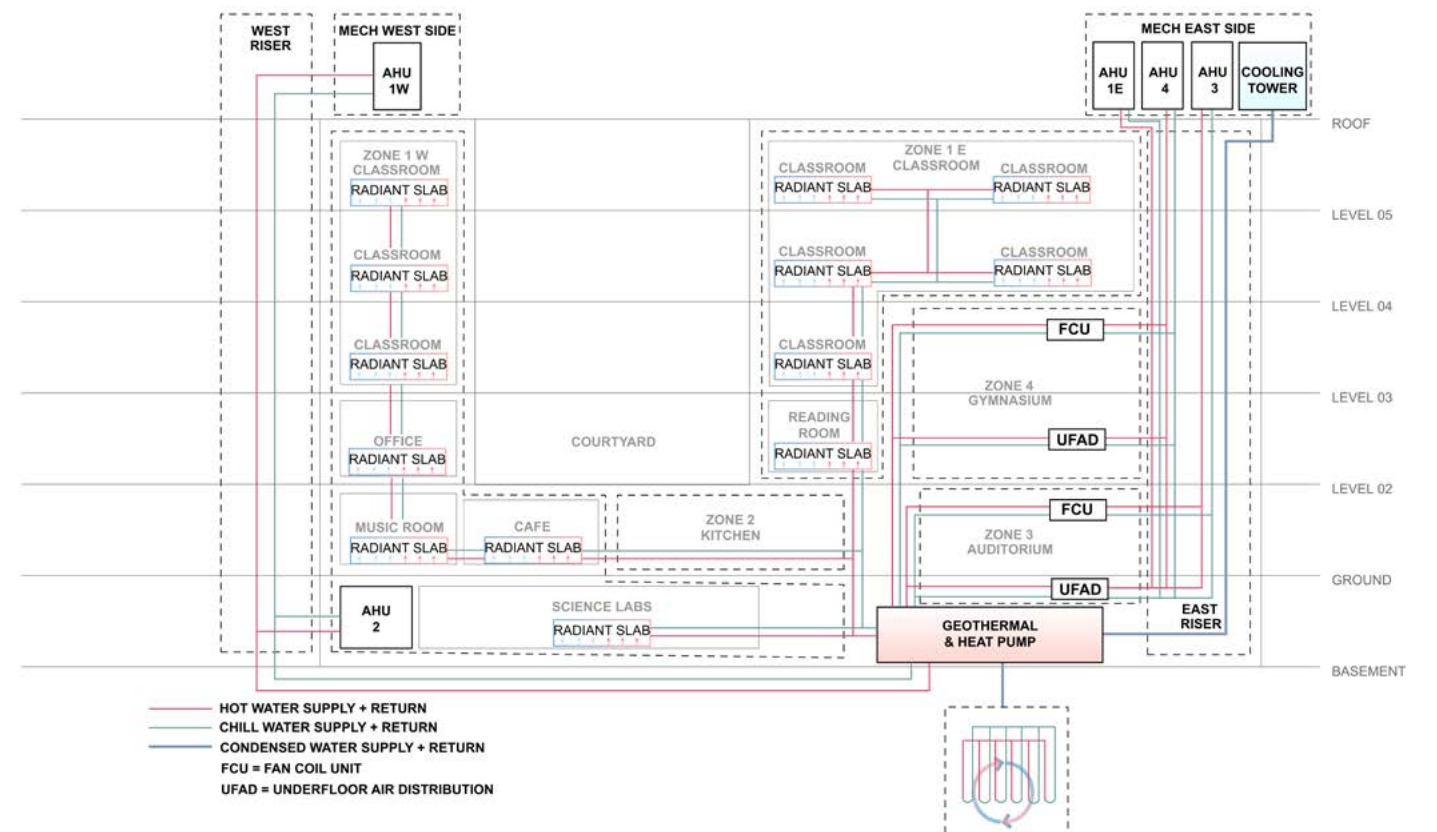 WEST
RISER
MECH WEST SIDE
AHU
1W
MECH EAST SIDE
AHU
1E
AHU
4
AHU
3
COOLING
TOWER
ROOF
ZONE 1 W
CLASSROOM
RADIANT SLAB
CLASSROOM
RADIANT SLAB
ZONE 1 E
CLASSROOM
CLASSROOM
RADIANT SLAB
LEVEL 05
CLASSROOM
RADIANT SLAB
CLASSROOM
RADIANT SLAB
CLASSROOM
RADIANT SLAB
LEVEL 04
CLASSROOM
RADIANT SLAB
CLASSROOM
RADIANT SLAB
FCU
ZONE 4
GYMNASIUM
LEVEL 03
OFFICE
RADIANT SLAB
COURTYARD
READING
ROOM
RADIANT SLAB
UFAD
LEVEL 02
MUSIC ROOM
RADIANT SLAB
CAFE
RADIANT SLAB
ZONE 2
KITCHEN
FCU
ZONE 3
AUDITORIUM
GROUND
UFAD
AHU
2
SCIENCE LABS
RADIANT SLAB
GEOTHERMAL
& HEAT PUMP
EAST
RISER
BASEMENT
HOT WATER SUPPLY + RETURN
CHILL WATER SUPPLY + RETURN
CONDENSED WATER SUPPLY + RETURN
FCU = FAN COIL UNIT
UFAD = UNDERFLOOR AIR DISTRIBUTION